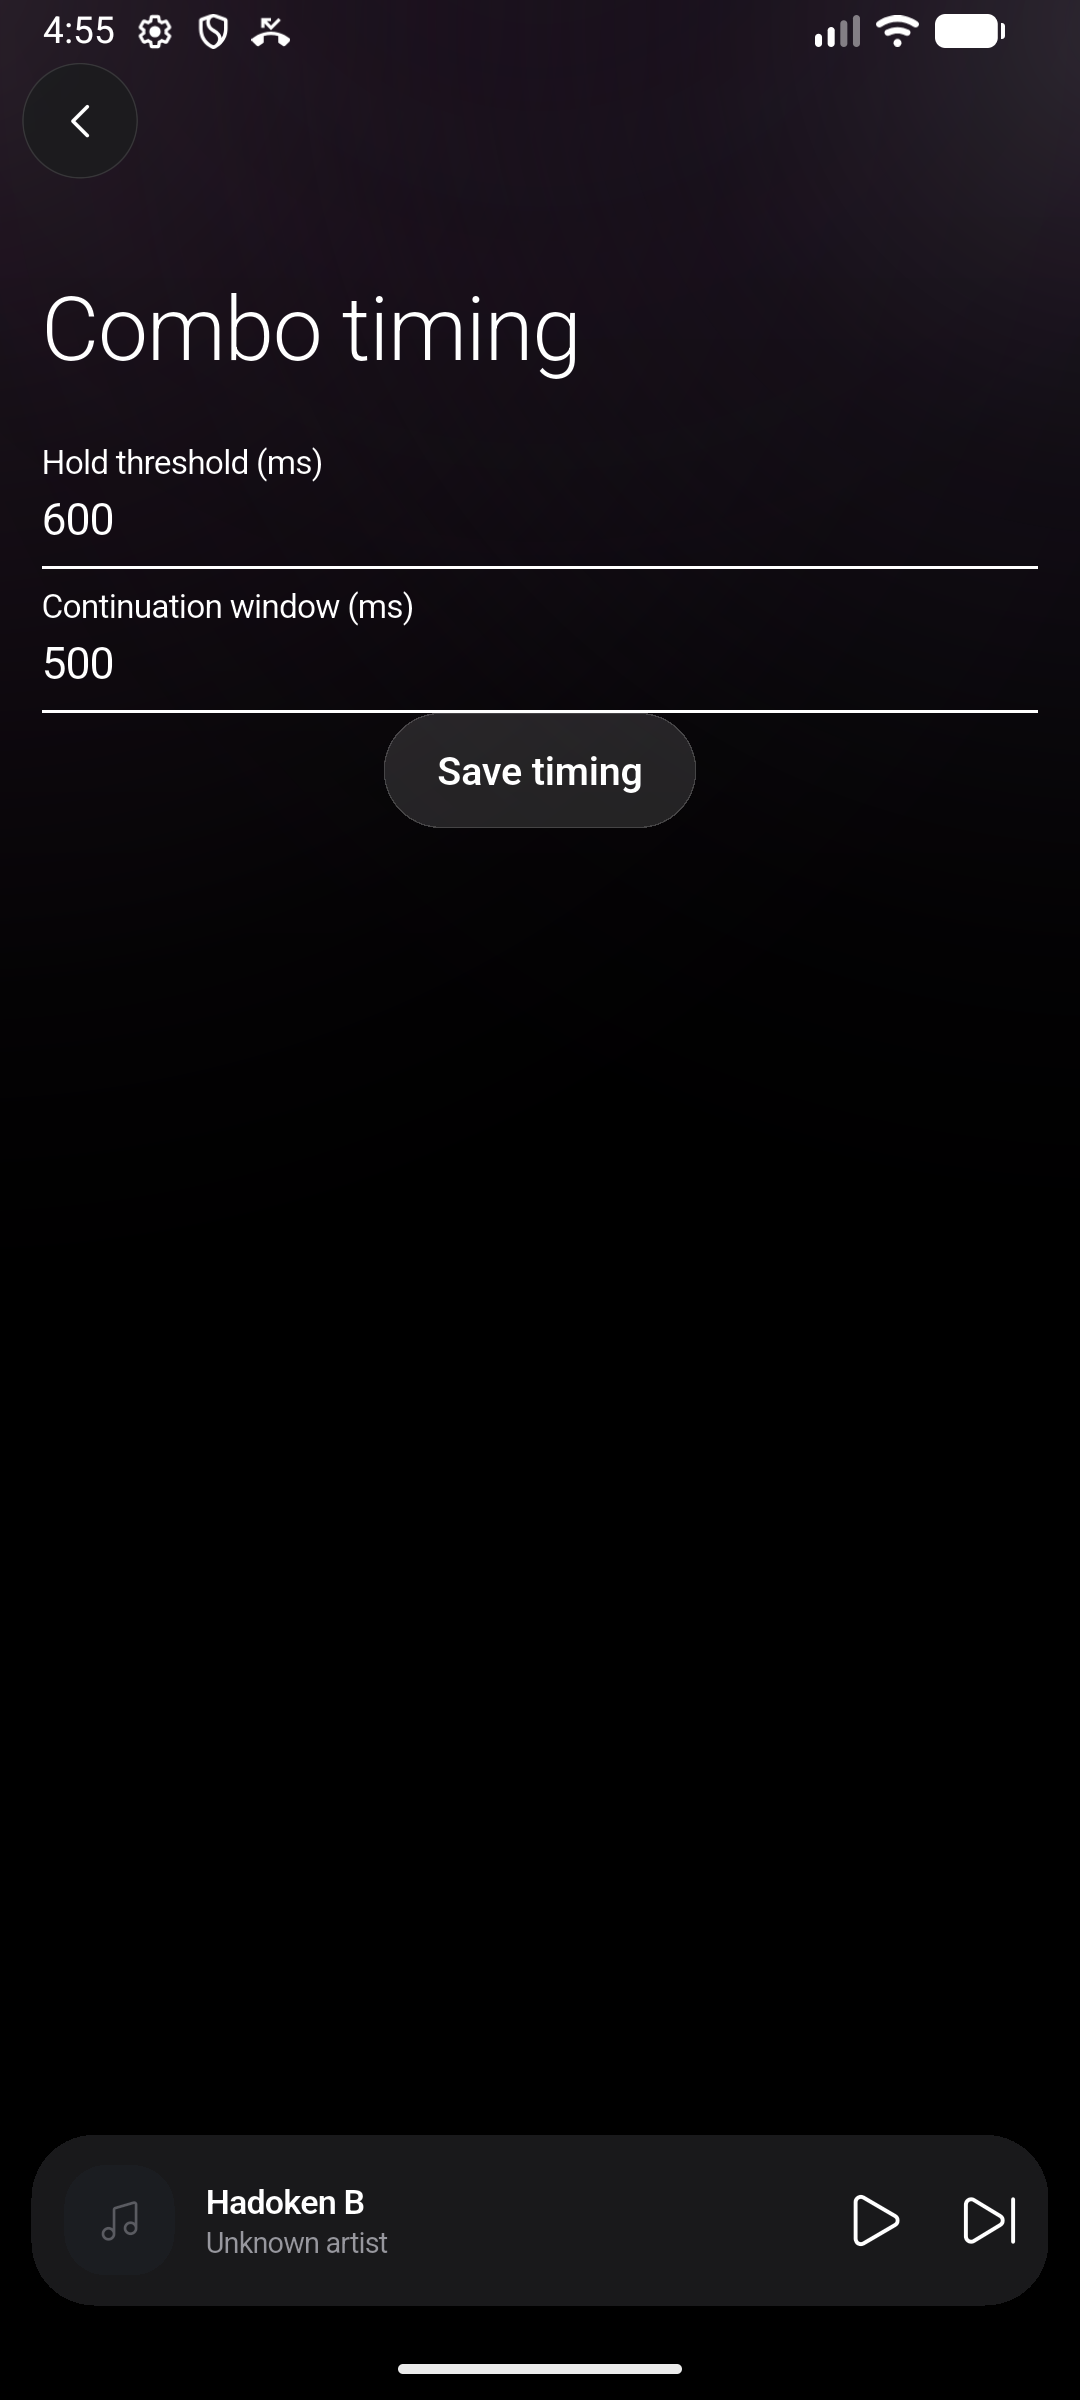 4:55
Combo timing
Hold threshold (ms)
600
Continuation window (ms)
500
Save timing
Hadoken B
Unknown artist